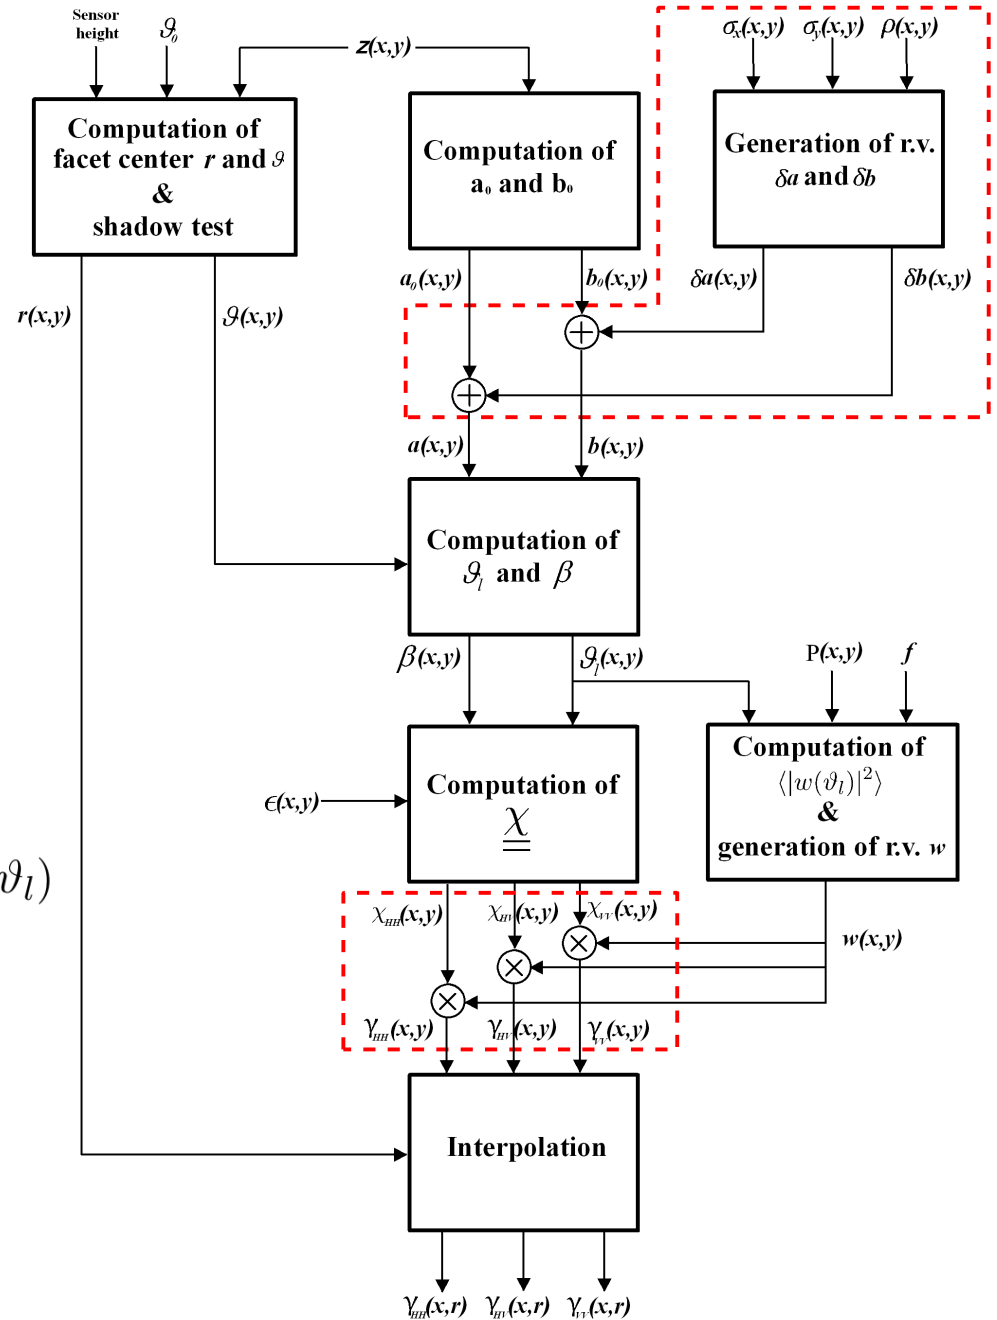 Sensor
height
ϑ₀
z(x,y)
σₓ(x,y) σᵧ(x,y) ρ(x,y)
Computation of
facet center r and ϑ
&
shadow test
Computation of
a₀ and b₀
Generation of r.v.
δa and δb
r(x,y)
ϑ(x,y)
a₀(x,y)
b₀(x,y)
δa(x,y)
δb(x,y)
+
+
a(x,y)
b(x,y)
Computation of
ϑₗ and β
β(x,y)
ϑₗ(x,y)
P(x,y)
f
ϵ(x,y)
Computation of
χ
Computation of
⟨|w(ϑₗ)|²⟩
&
generation of r.v. w
ϑₗ)
χHH(x,y)
χHV(x,y)
χVV(x,y)
w(x,y)
×
×
×
γHH(x,y)
γHV(x,y)
γVV(x,y)
Interpolation
γHH(x,r)
γHV(x,r)
γVV(x,r)